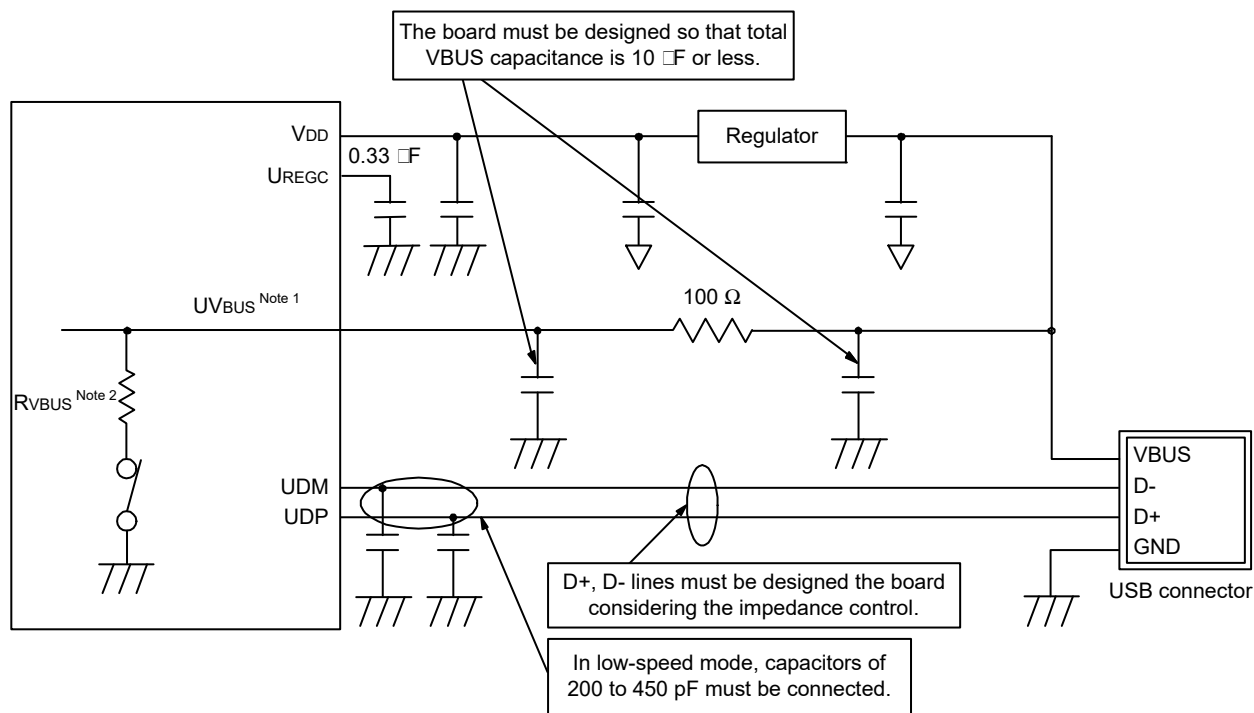 The board must be designed so that total
VBUS capacitance is 10 □F or less.
VDD
0.33 □F
UREGC
Regulator
UVBUS Note 1
100 Ω
RVBUS Note 2
UDM
UDP
VBUS
D-
D+
GND
USB connector
D+, D- lines must be designed the board
considering the impedance control.
In low-speed mode, capacitors of
200 to 450 pF must be connected.